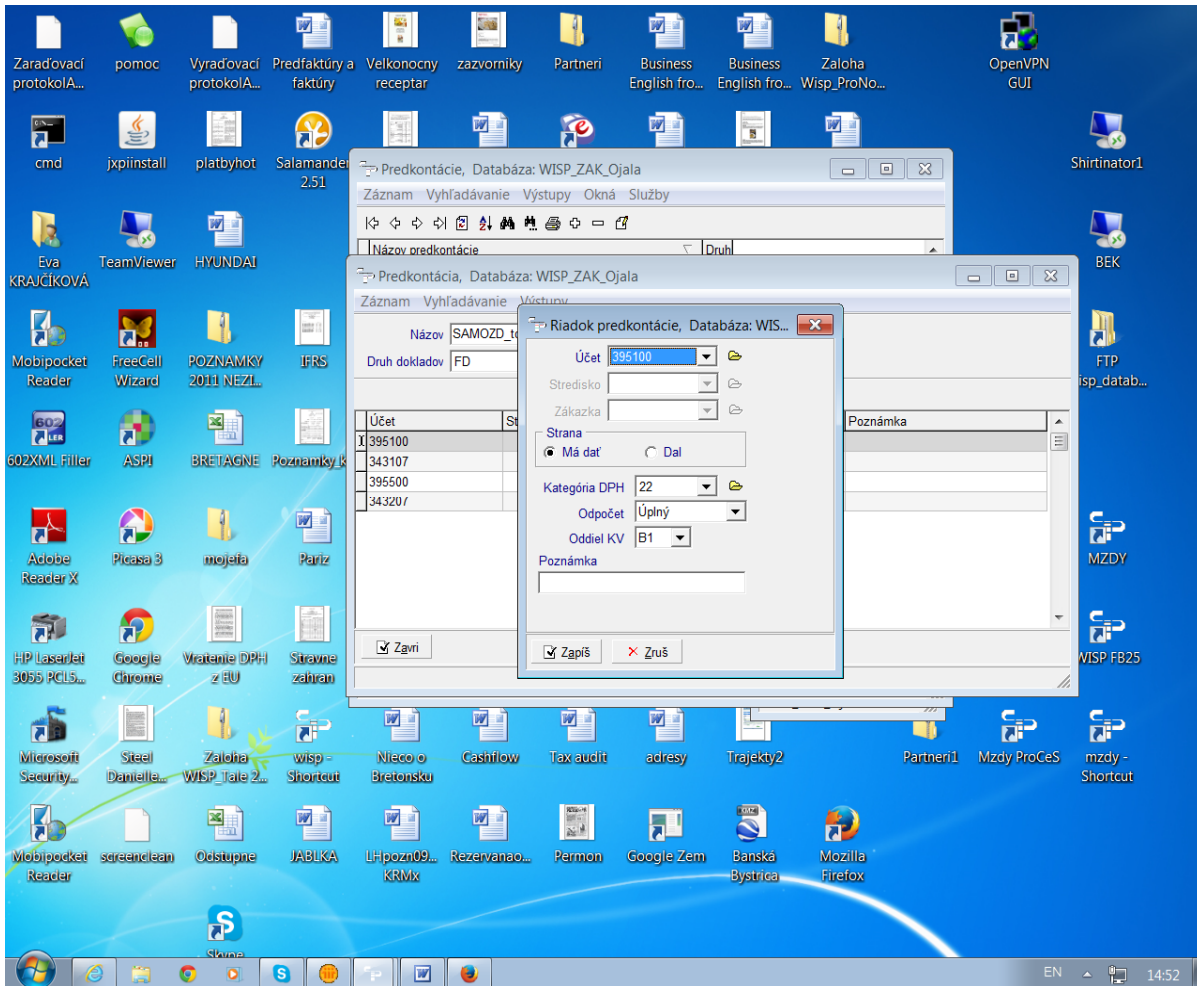 Zaraďovací protokolA...
pomoc
Vyraďovací protokolA...
Predfaktúry a faktúry
Velkonocny receptar
zazvorniky
Partneri
Business English fro...
Business English fro...
Zaloha Wisp_ProNo...
OpenVPN GUI
cmd
jxpiinstall
platbyhot
Salamander 2.51
Shirtinator1
Predkontácie, Databáza: WISP_ZAK_Ojala
Záznam Vyhľadávanie Výstupy Okná Služby
Názov predkontácie
Druh
Eva KRAJČÍKOVÁ
TeamViewer
HYUNDAI
BEK
Predkontácia, Databáza: WISP_ZAK_Ojala
Záznam Vyhľadávanie Výstupy
Názov SAMOZD_to
Druh dokladov FD
Účet
St
Poznámka
395100
343107
395500
343207
Zavri
Riadok predkontácie, Databáza: WIS...
Účet 395100
Stredisko
Zákazka
Strana
Má dať Dal
Kategória DPH 22
Odpočet Úplný
Oddiel KV B1
Poznámka
Zapíš Zruš
Mobipocket Reader
FreeCell Wizard
POZNAMKY 2011 NEZI...
IFRS
FTP
isp_datab...
602XML Filler
ASPI
BRETAGNE
Poznamky_k
Adobe Reader X
Picasa 3
mojefa
Pariz
MZDY
HP LaserJet 3055 PCL5...
Google Chrome
Vratenie DPH z EU
Stravne zahran
WISP FB25
Microsoft Security...
Steel Danielle...
Zaloha WISP_Tale 2...
wisp - Shortcut
Nieco o Bretonsku
Cashflow
Tax audit
adresy
Trajekty2
Partneri1
Mzdy ProCeS
mzdy - Shortcut
Mobipocket Reader
screenclean
Odstupne
JABLKA
LHpozn09... KRMx
Rezervanao...
Permon
Google Zem
Banská Bystrica
Mozilla Firefox
Skype
EN
14:52